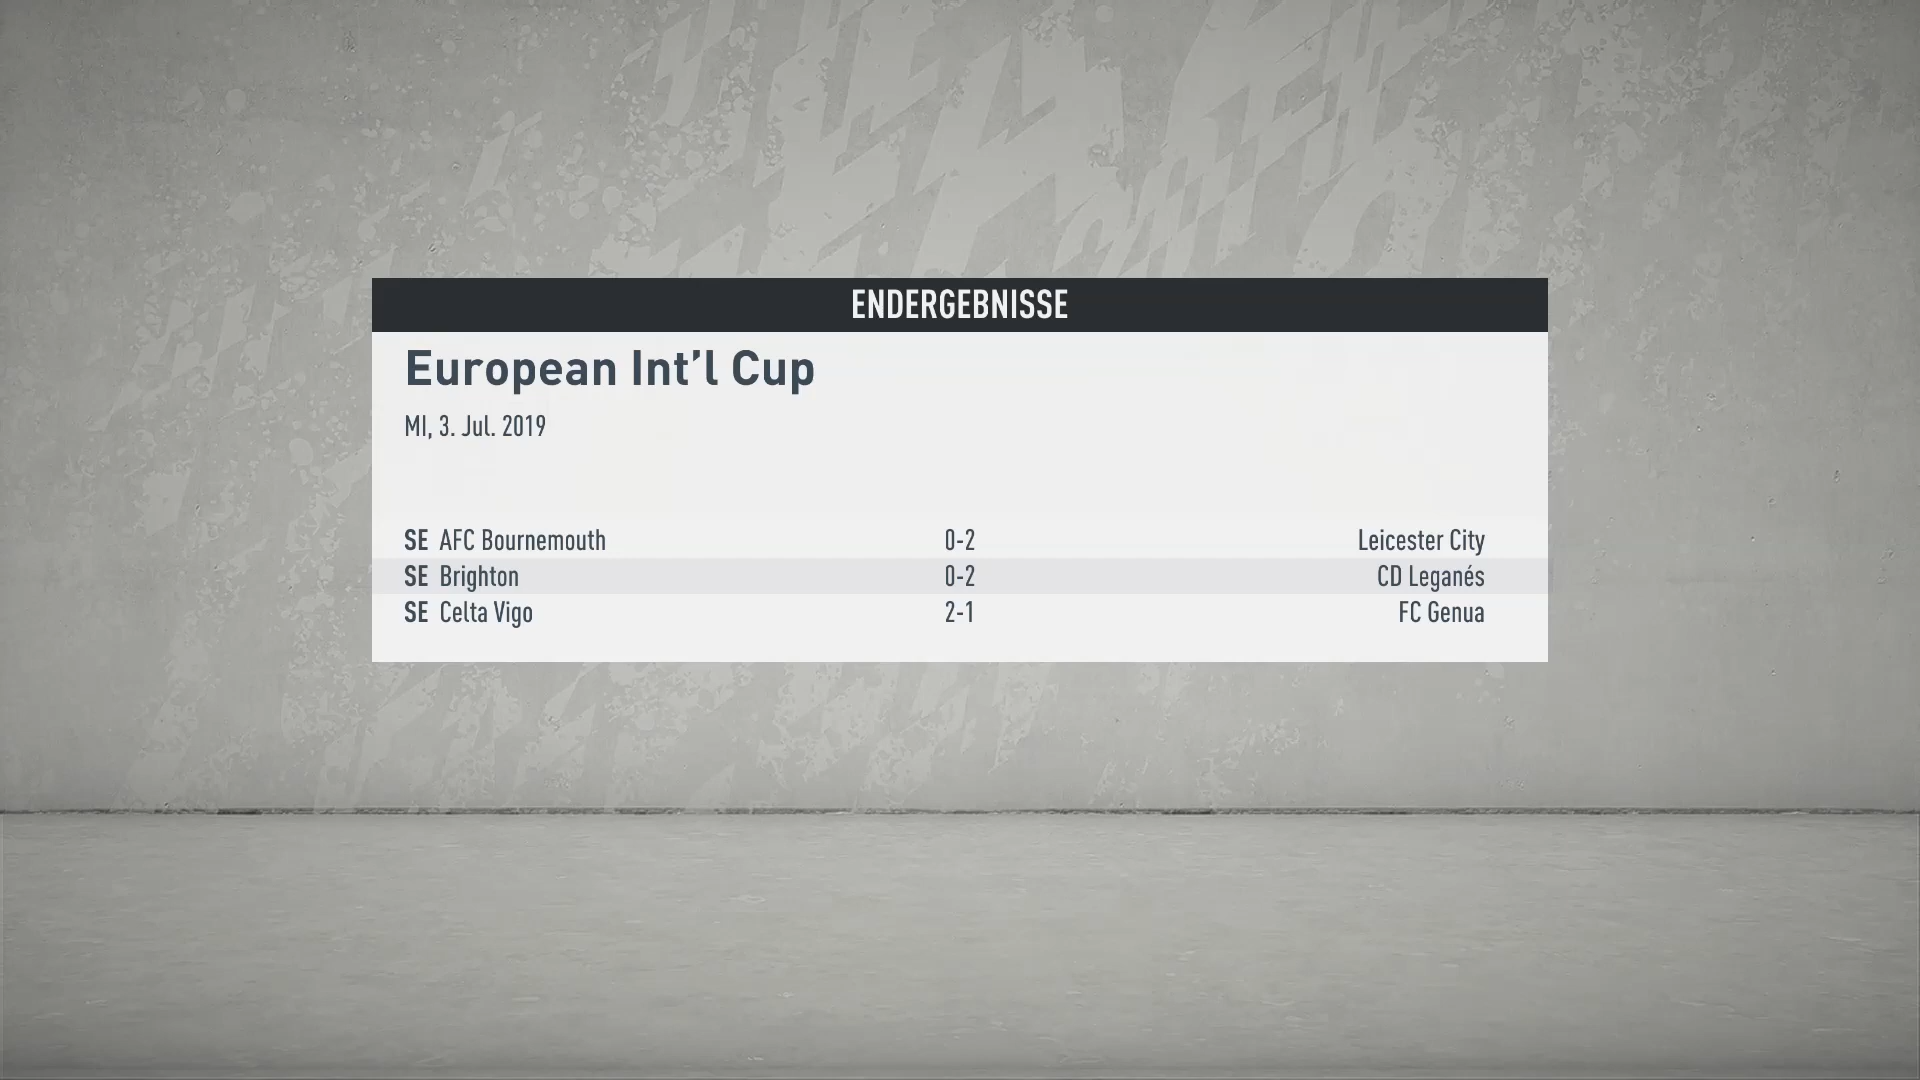 ENDERGEBNISSE
European Int’l Cup
MI, 3. Jul. 2019
SE AFC Bournemouth 0-2 Leicester City
SE Brighton 0-2 CD Leganés
SE Celta Vigo 2-1 FC Genua